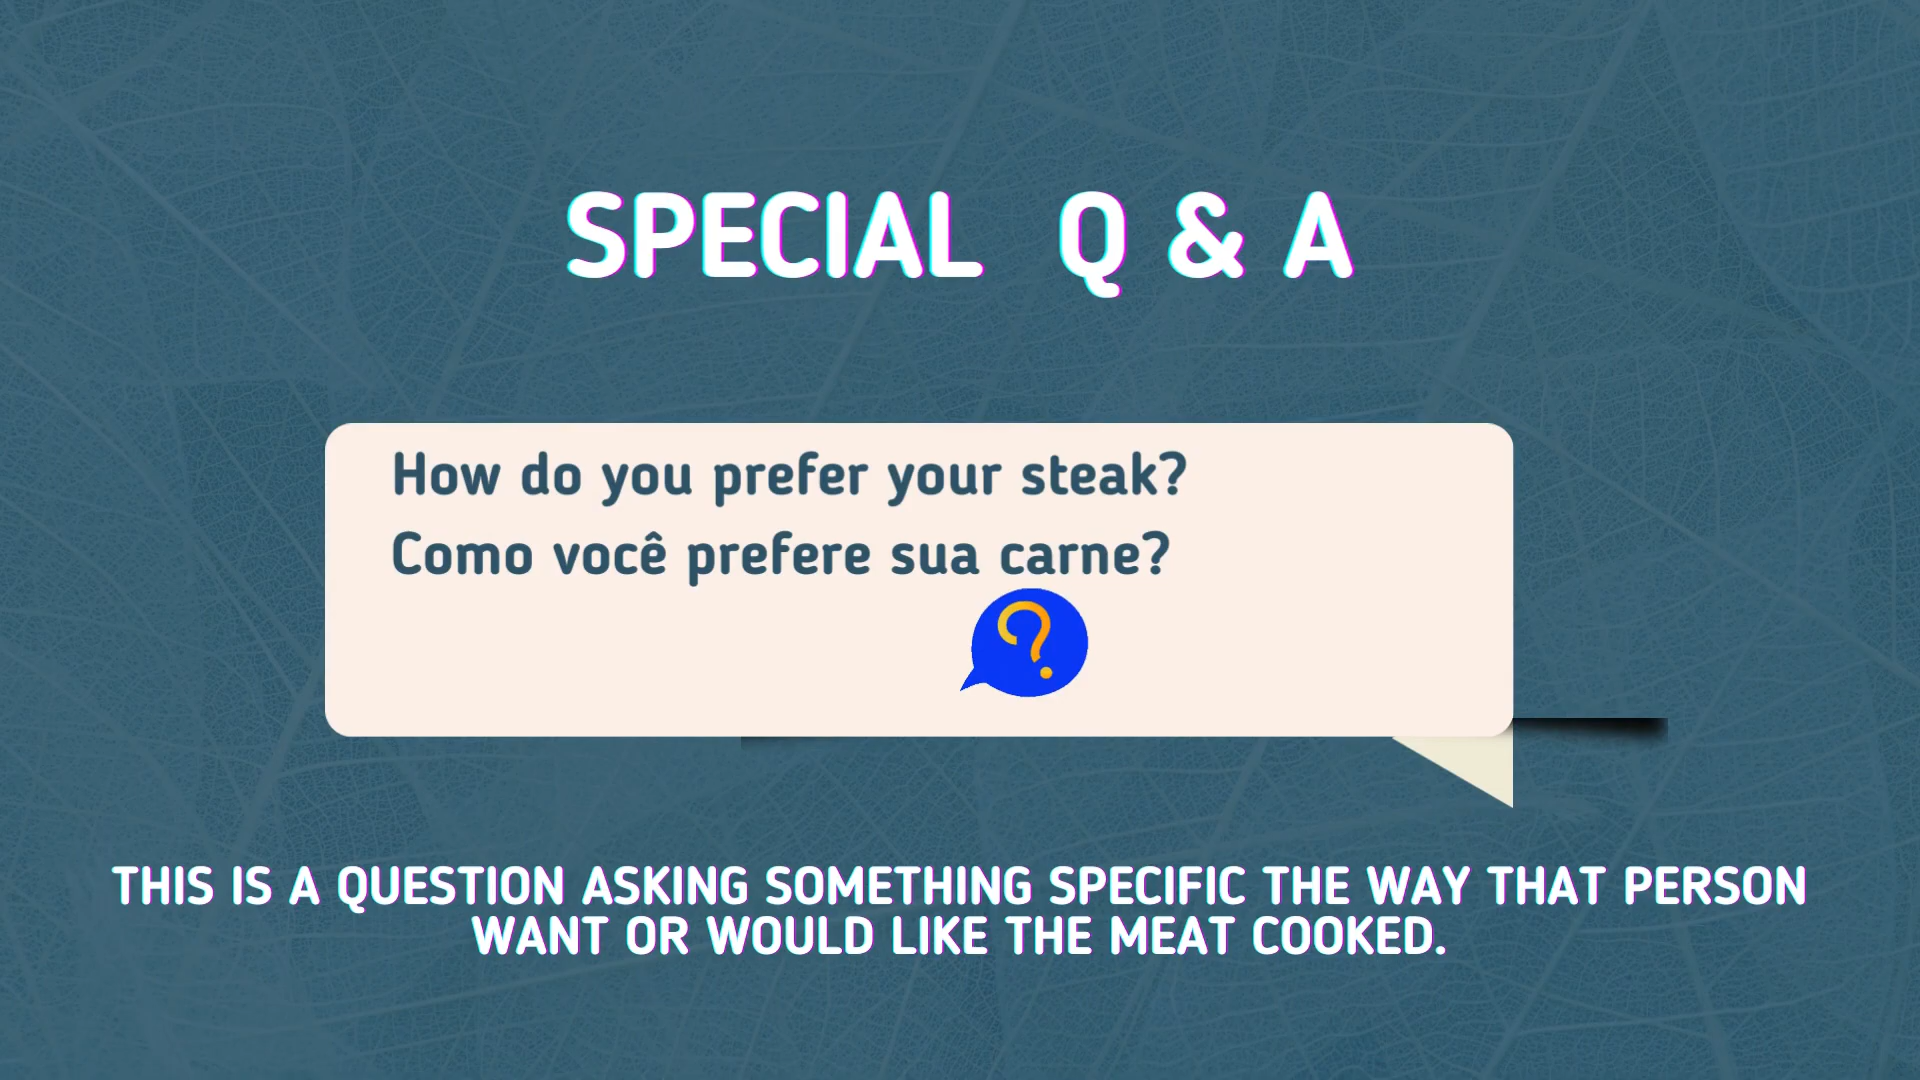 SPECIAL Q & A
How do you prefer your steak?
Como você prefere sua carne?
?
THIS IS A QUESTION ASKING SOMETHING SPECIFIC THE WAY THAT PERSON
WANT OR WOULD LIKE THE MEAT COOKED.